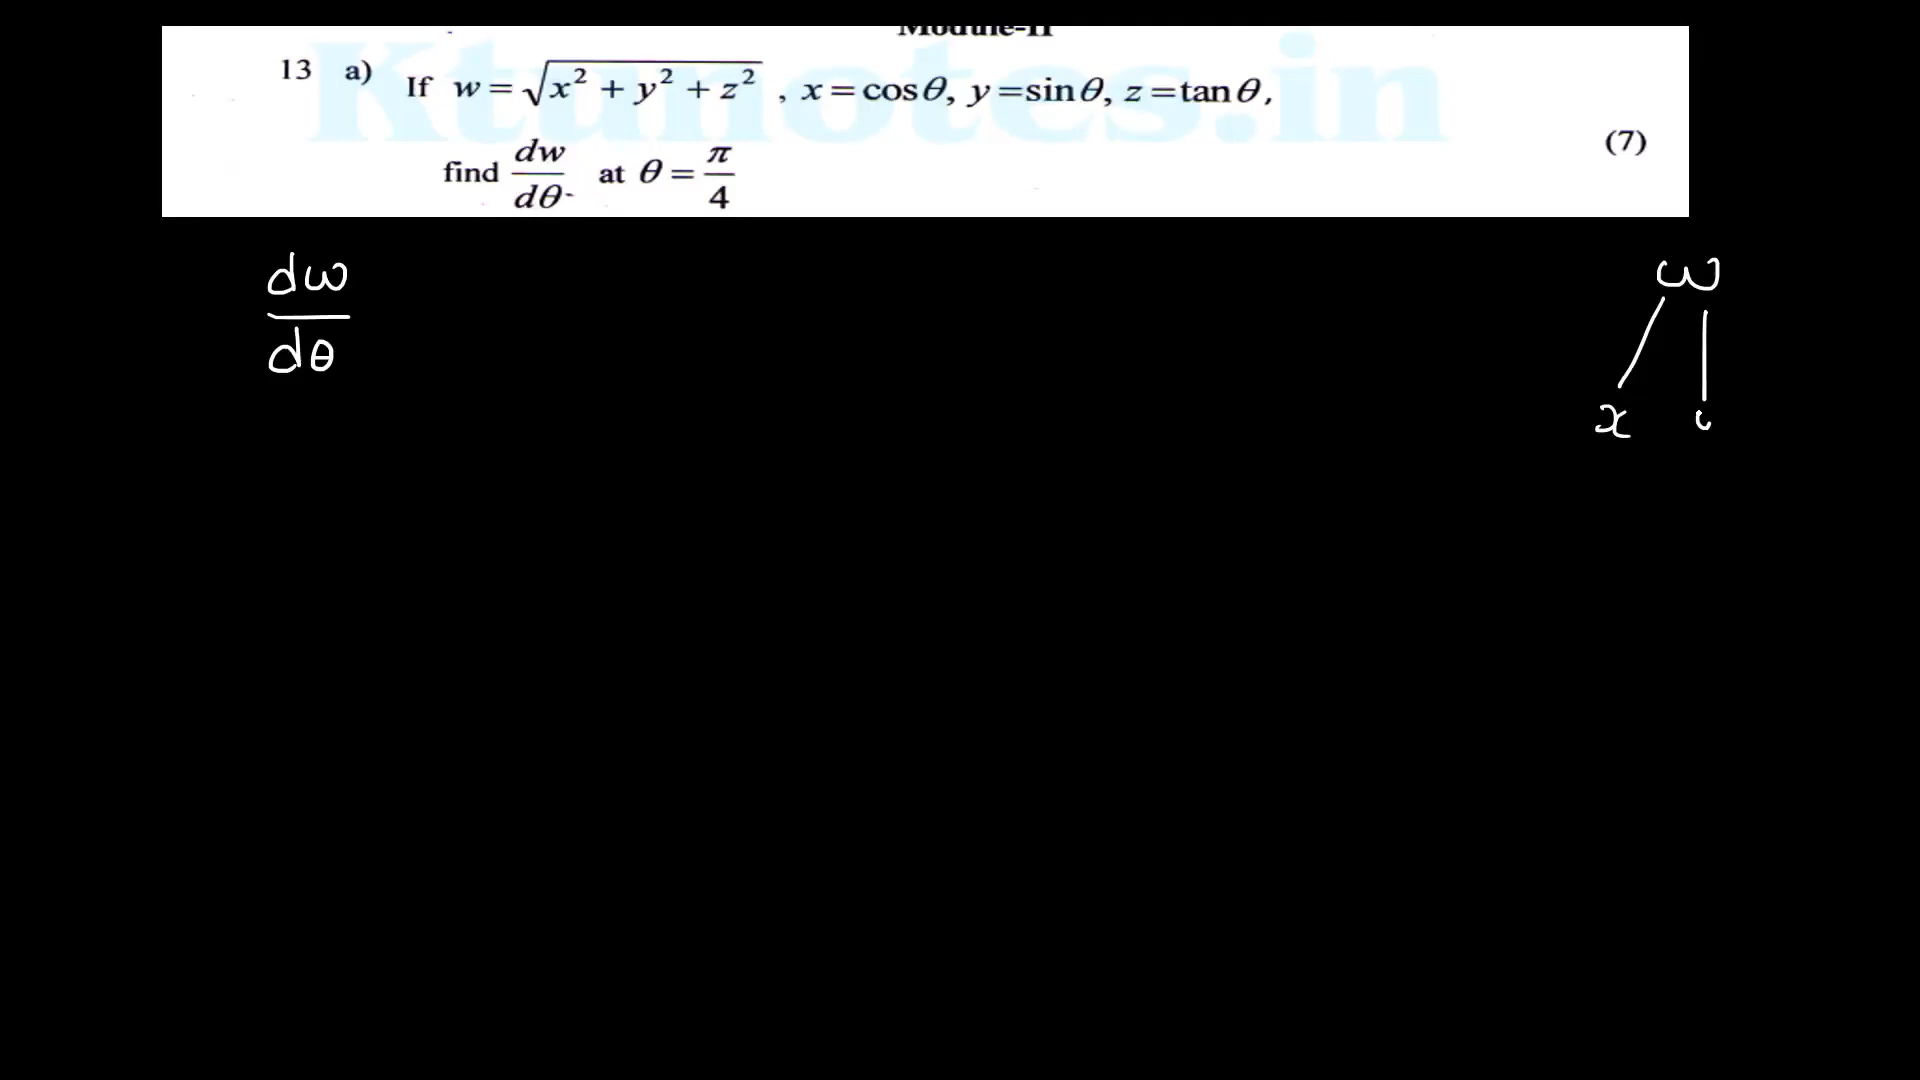 Module-II
Ktunotes.in
13 a) If w = √(x² + y² + z²) , x = cosθ, y = sinθ, z = tanθ,
find dw/dθ at θ = π/4 (7)
dw/dθ
w
x